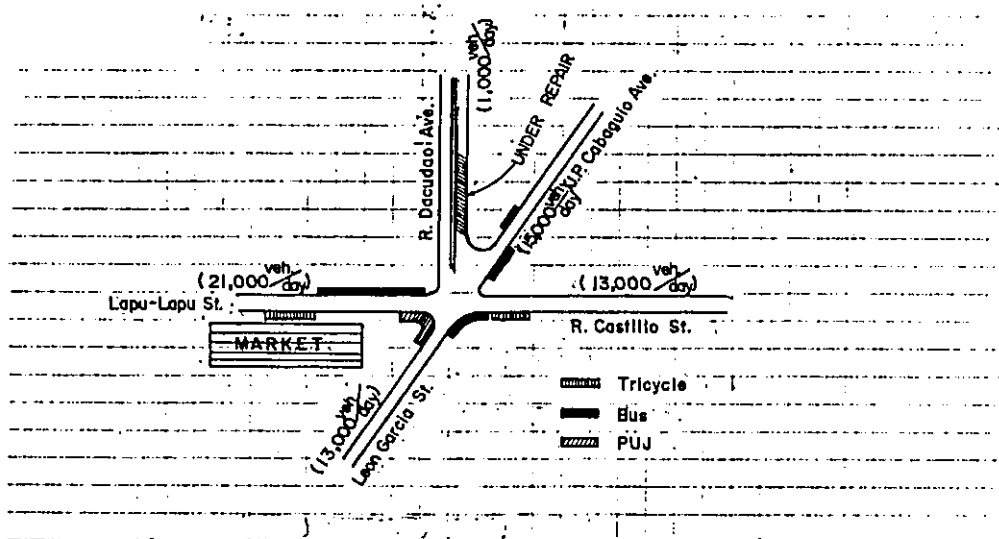 (1,000 veh/day)
UNDER REPAIR
R. Dacudao Ave.
(15,000 veh/day) J.P. Cabaguio Ave.
(21,000 veh/day)
(13,000 veh/day)
Lapu-Lapu St.
R. Castillo St.
MARKET
Tricycle
Bus
PUJ
(13,000 veh/day)
Leon Garcia St.